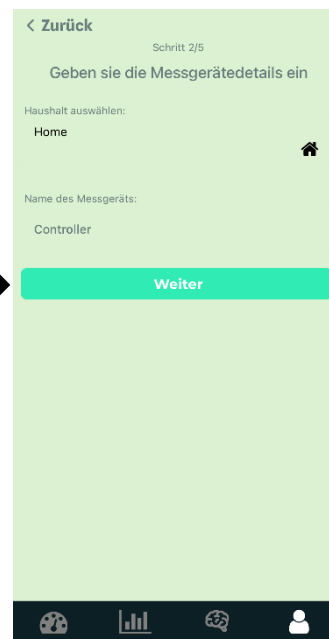 Zurück
Schritt 2/5
Geben sie die Messgerätedetails ein
Haushalt auswählen:
Home
Name des Messgeräts:
Controller
Weiter